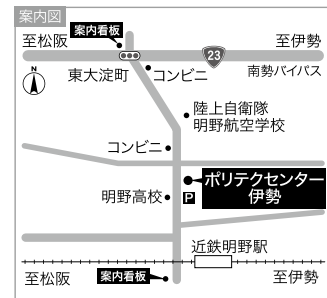 案内図
至松阪
案内看板
23
至伊勢
N
東大淀町
コンビニ
南勢バイパス
陸上自衛隊
明野航空学校
コンビニ
ポリテクセンター
伊勢
明野高校
P
近鉄明野駅
至松阪
案内看板
至伊勢